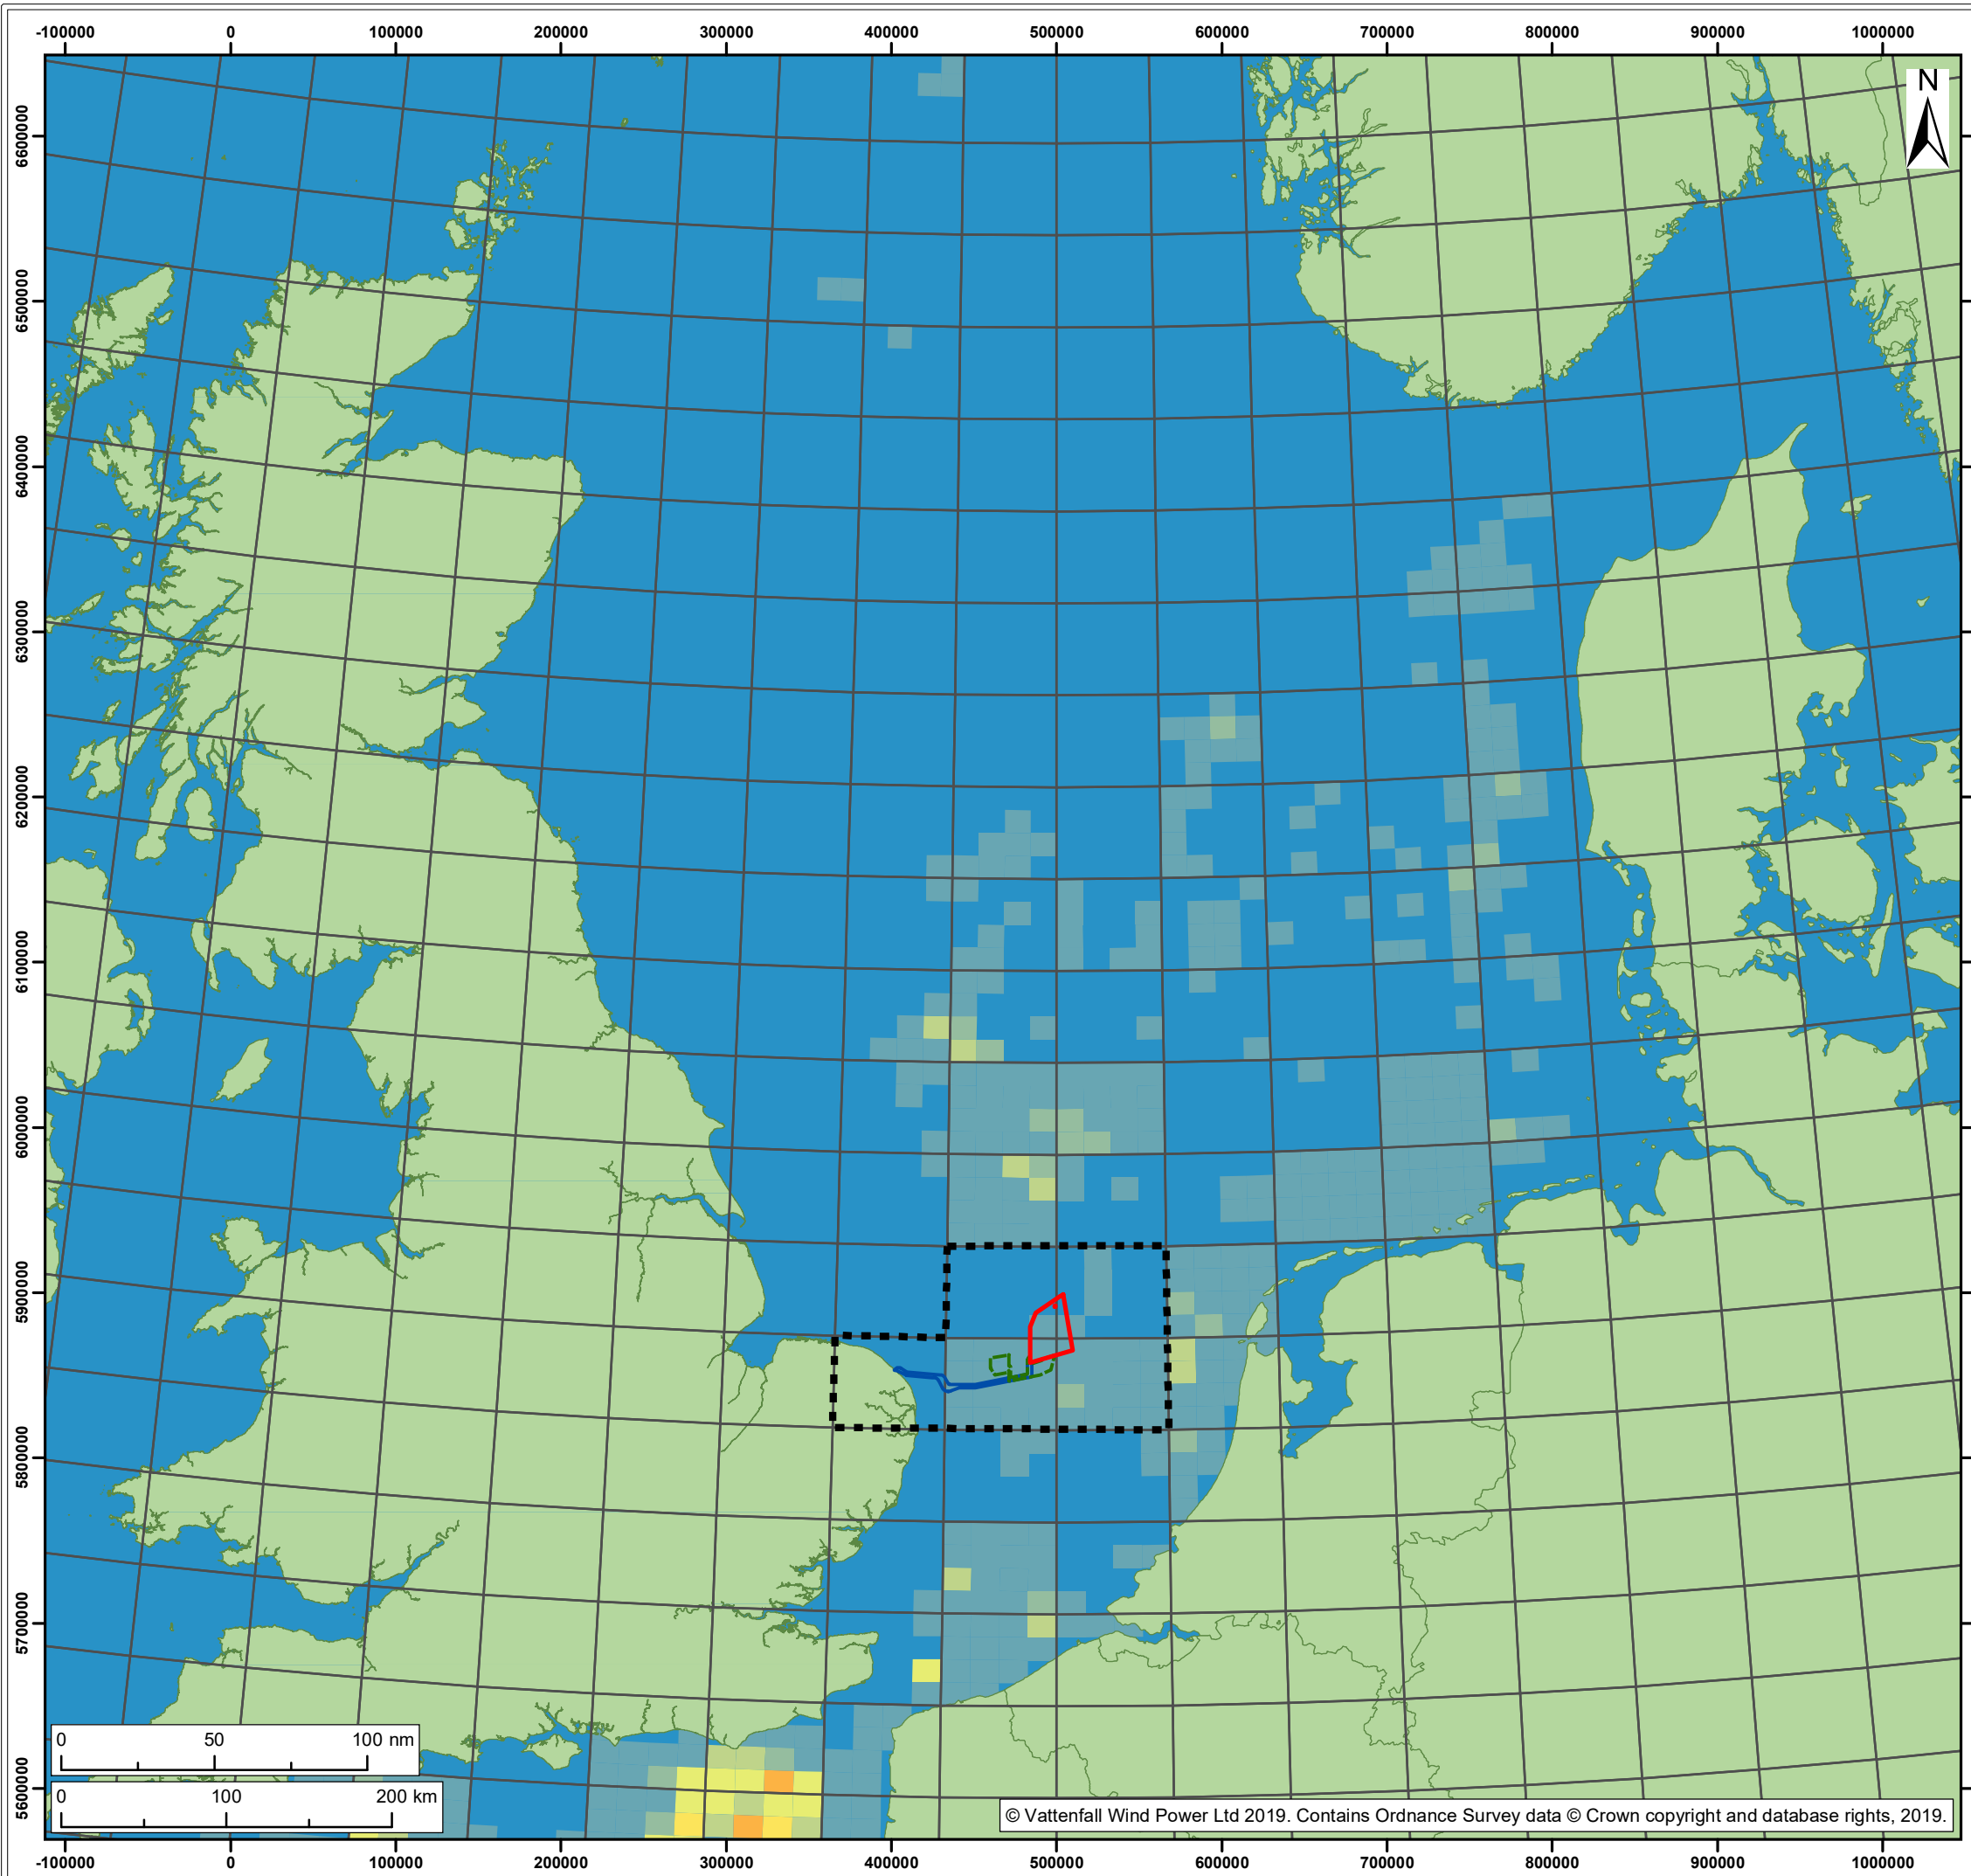 -100000 0 100000 200000 300000 400000 500000 600000 700000 800000 900000 1000000
N
6600000
6500000
6400000
6300000
6200000
6100000
6000000
5900000
5800000
5700000
5600000
0 50 100 nm
0 100 200 km
© Vattenfall Wind Power Ltd 2019. Contains Ordnance Survey data © Crown copyright and database rights, 2019.
-100000 0 100000 200000 300000 400000 500000 600000 700000 800000 900000 1000000